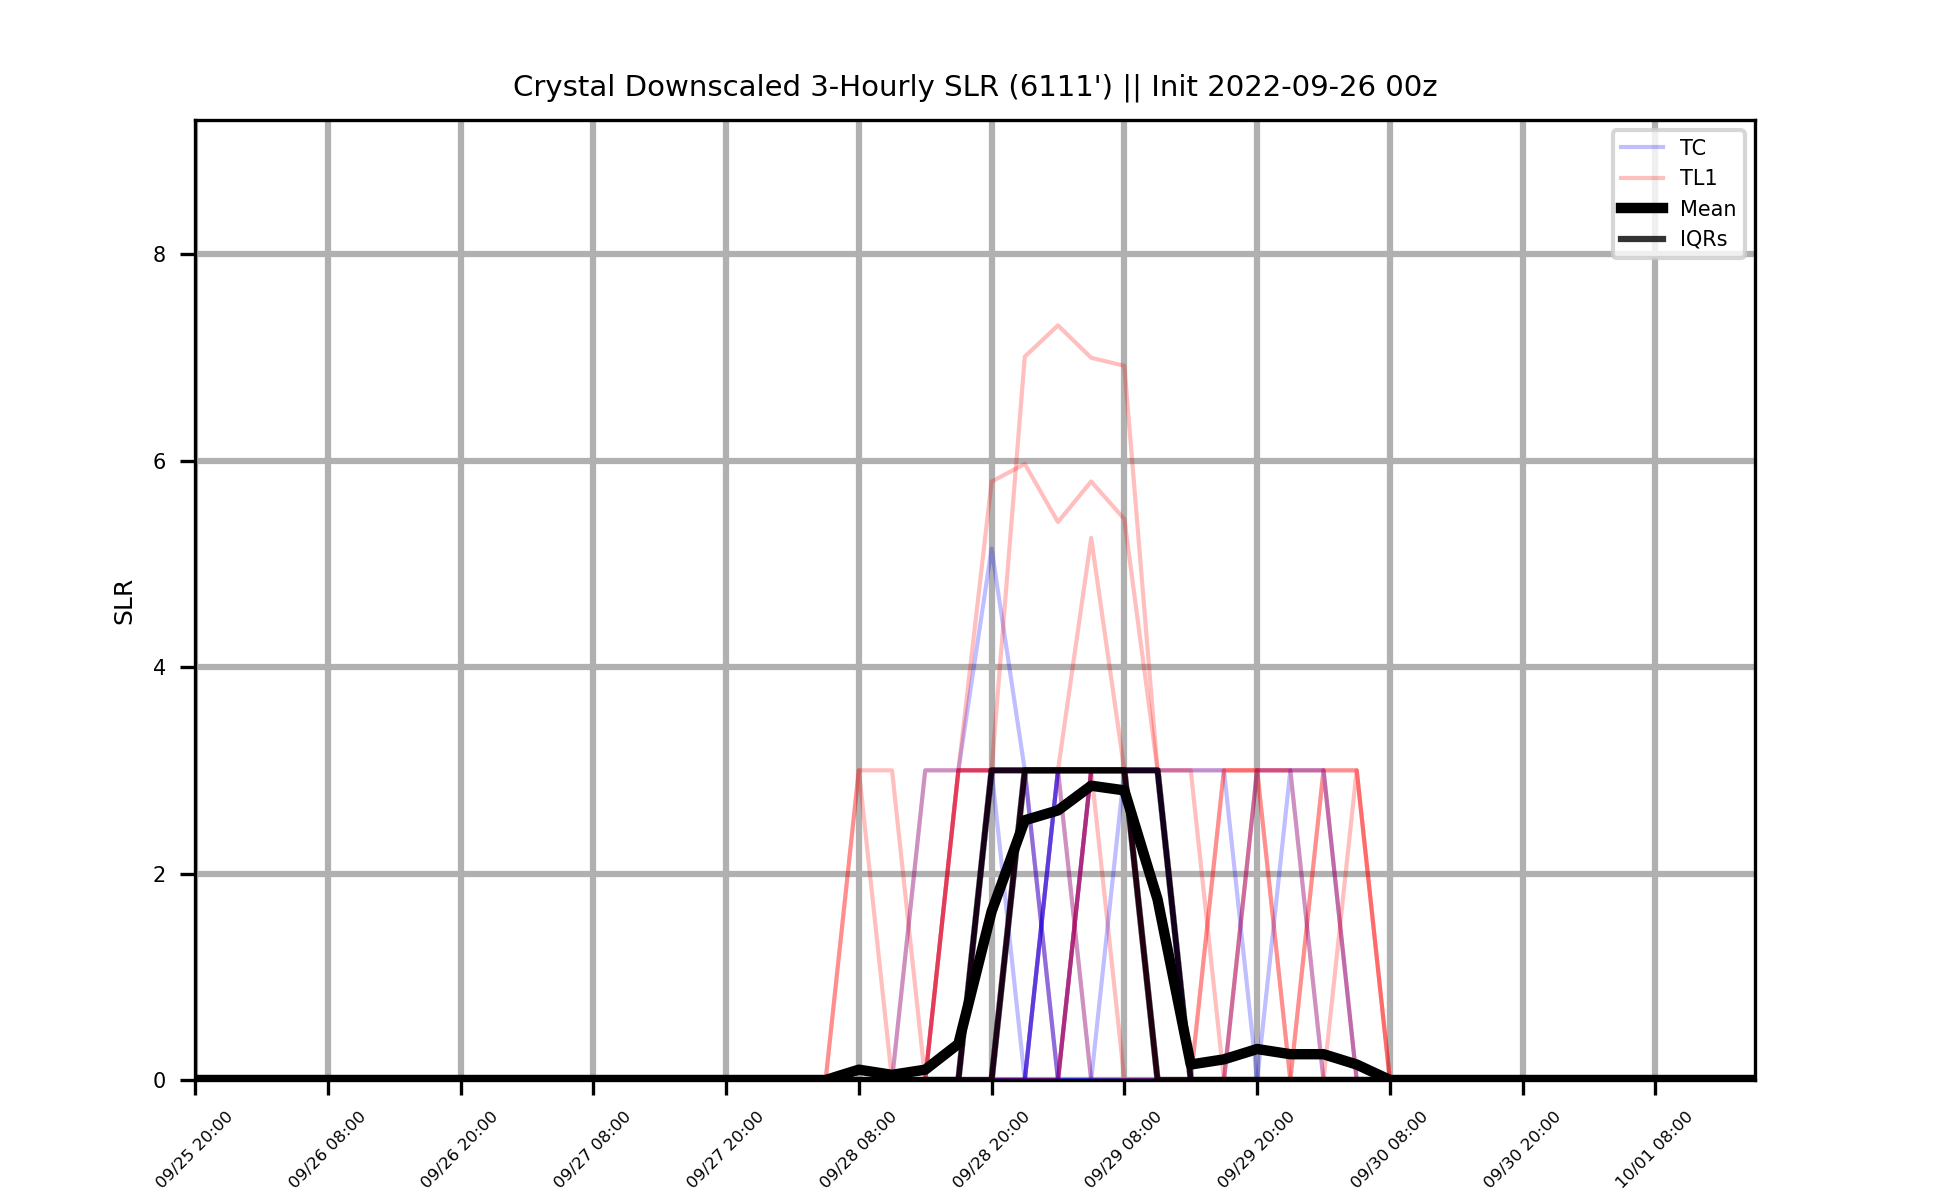 Crystal Downscaled 3-Hourly SLR (6111') || Init 2022-09-26 00z
TC
TL1
Mean
IQRs
8
6
4
2
0
SLR
09/25 20:00
09/26 08:00
09/26 20:00
09/27 08:00
09/27 20:00
09/28 08:00
09/28 20:00
09/29 08:00
09/29 20:00
09/30 08:00
09/30 20:00
10/01 08:00